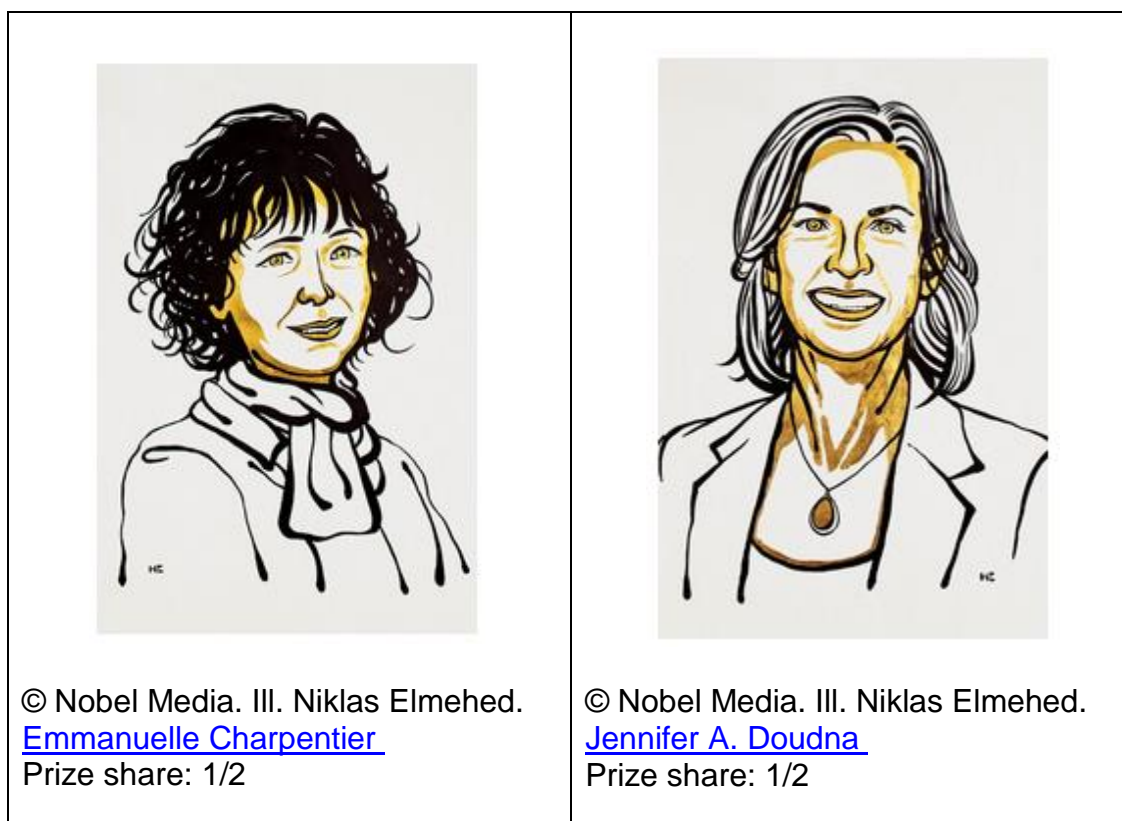 © Nobel Media. Ill. Niklas Elmehed.
Emmanuelle Charpentier
Prize share: 1/2
© Nobel Media. Ill. Niklas Elmehed.
Jennifer A. Doudna
Prize share: 1/2